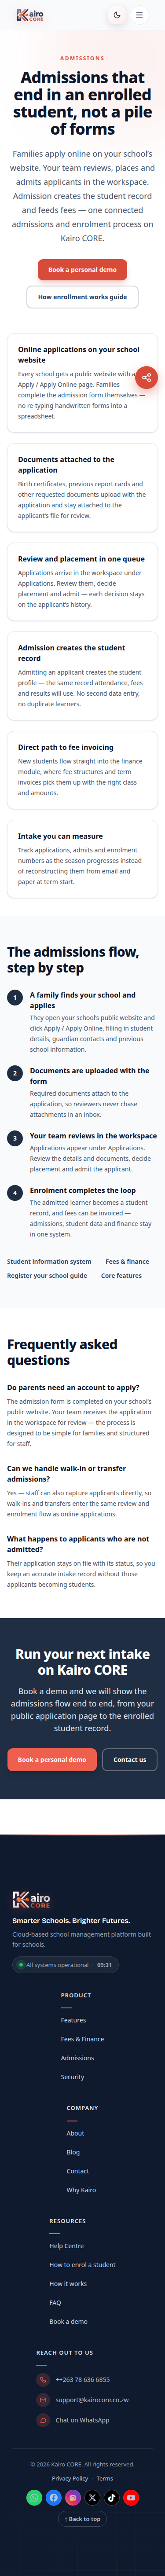 Kairo
CORE
ADMISSIONS
Admissions that
end in an enrolled
student, not a pile
of forms
Families apply online on your school's
website. Your team reviews, places and
admits applicants in the workspace.
Admission creates the student record
and feeds fees — one connected
admissions and enrolment process on
Kairo CORE.
Book a personal demo
How enrollment works guide
Online applications on your school
website
Every school gets a public website with an
Apply / Apply Online page. Families
complete the admission form themselves —
no re-typing handwritten forms into a
spreadsheet.
Documents attached to the
application
Birth certificates, previous report cards and
other requested documents upload with the
application and stay attached to the
applicant's file for review.
Review and placement in one queue
Applications arrive in the workspace under
Applications. Review them, decide
placement and admit — each decision stays
on the applicant's history.
Admission creates the student
record
Admitting an applicant creates the student
profile — the same record attendance, fees
and results will use. No second data entry,
no duplicate learners.
Direct path to fee invoicing
New students flow straight into the finance
module, where fee structures and term
invoices pick them up with the right class
and amounts.
Intake you can measure
Track applications, admits and enrolment
numbers as the season progresses instead
of reconstructing them from email and
paper at term start.
The admissions flow,
step by step
1
A family finds your school and
applies
They open your school's public website and
click Apply / Apply Online, filling in student
details, guardian contacts and previous
school information.
2
Documents are uploaded with the
form
Required documents attach to the
application, so reviewers never chase
attachments in an inbox.
3
Your team reviews in the workspace
Applications appear under Applications.
Review the details and documents, decide
placement and admit the applicant.
4
Enrolment completes the loop
The admitted learner becomes a student
record, and fees can be invoiced —
admissions, student data and finance stay
in one system.
Student information system Fees & finance
Register your school guide Core features
Frequently asked
questions
Do parents need an account to apply?
The admission form is completed on your school's
public website. Your team receives the application
in the workspace for review — the process is
designed to be simple for families and structured
for staff.
Can we handle walk-in or transfer
admissions?
Yes — staff can also capture applicants directly, so
walk-ins and transfers enter the same review and
enrolment flow as online applications.
What happens to applicants who are not
admitted?
Their application stays on file with its status, so you
keep an accurate intake record without those
applicants becoming students.
Run your next intake
on Kairo CORE
Book a demo and we will show the
admissions flow end to end, from your
public application page to the enrolled
student record.
Book a personal demo
Contact us
Kairo
CORE
Smarter Schools. Brighter Futures.
Cloud-based school management platform built
for schools.
All systems operational · 09:31
PRODUCT
Features
Fees & Finance
Admissions
Security
COMPANY
About
Blog
Contact
Why Kairo
RESOURCES
Help Centre
How to enrol a student
How it works
FAQ
Book a demo
REACH OUT TO US
++263 78 636 6855
support@kairocore.co.zw
Chat on WhatsApp
© 2026 Kairo CORE. All rights reserved.
Privacy Policy · Terms
↑ Back to top